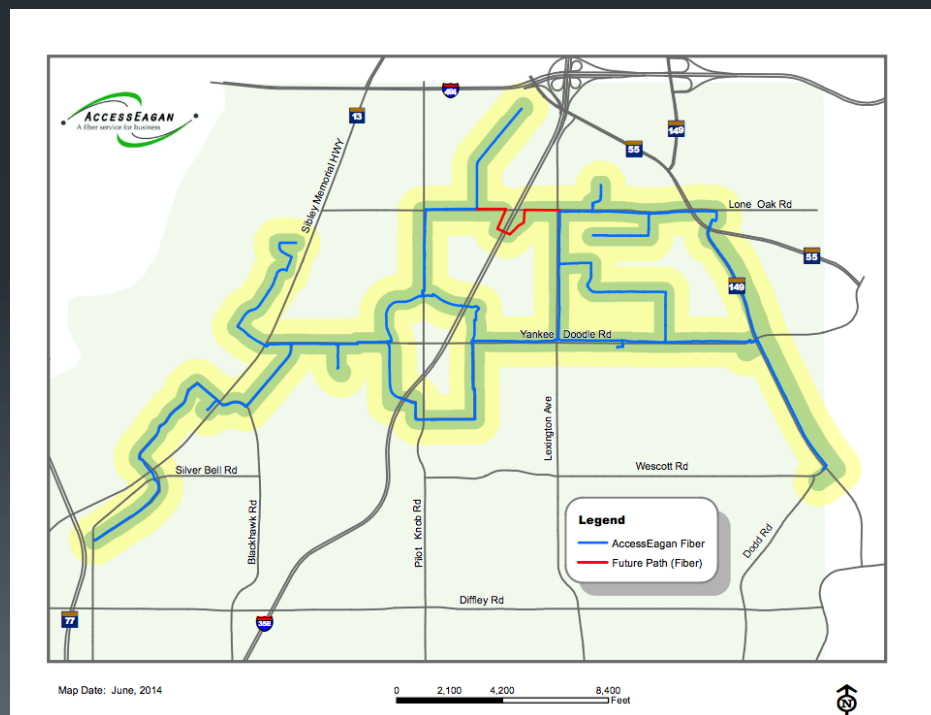 ACCESSEAGAN
A fiber service for business
13
494
149
55
Sibley Memorial HWY
Lone Oak Rd
55
149
Yankee Doodle Rd
Lexington Ave
Silver Bell Rd
Wescott Rd
Blackhawk Rd
Pilot Knob Rd
Dodd Rd
Legend
AccessEagan Fiber
Future Path (Fiber)
Diffley Rd
77
35E
Map Date: June, 2014
0 2,100 4,200 8,400
Feet
N